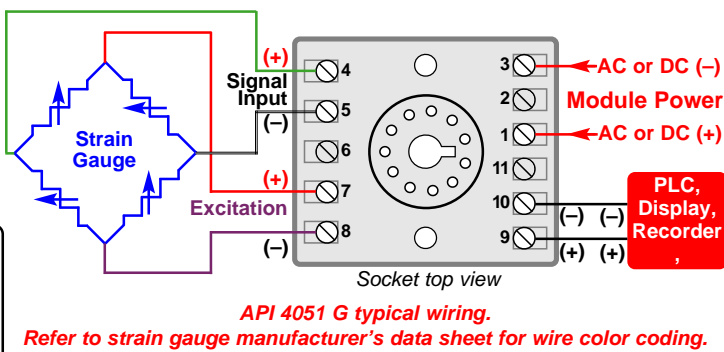 (+)
Signal
Input
(–)
Strain
Gauge
(+)
Excitation
(–)
4
5
6
7
8
3
2
1
11
10
9
AC or DC (–)
Module Power
AC or DC (+)
(–) (–)
(+) (+)
PLC,
Display,
Recorder
,
Socket top view
API 4051 G typical wiring.
Refer to strain gauge manufacturer's data sheet for wire color coding.